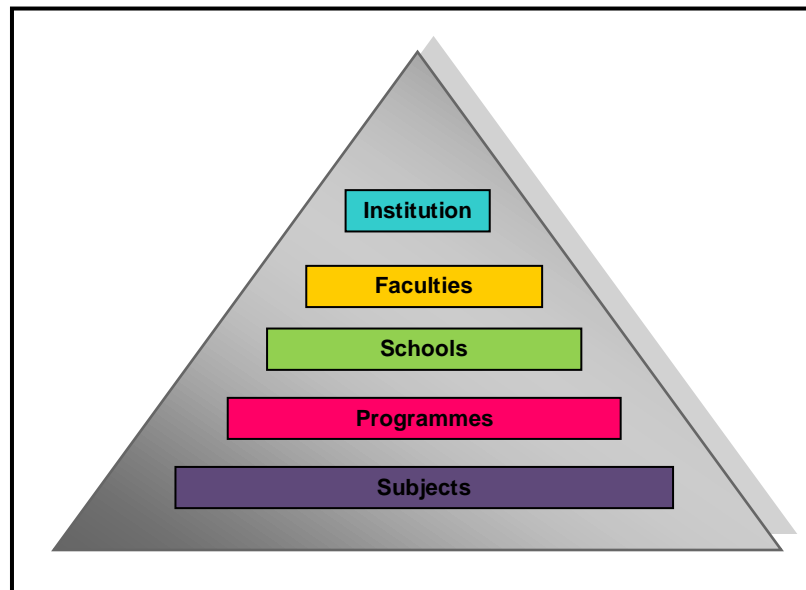 Institution
Faculties
Schools
Programmes
Subjects